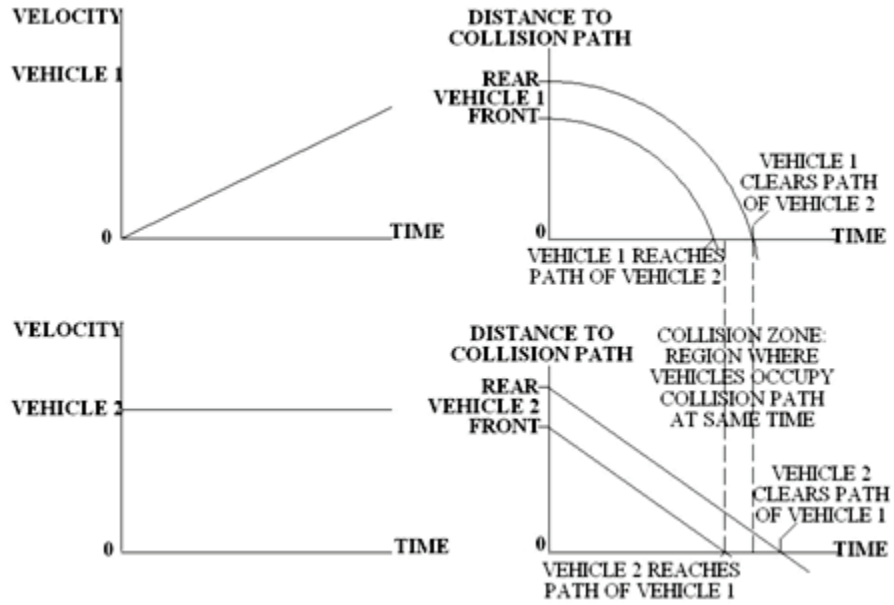 VELOCITY
VEHICLE 1
0
TIME
DISTANCE TO
COLLISION PATH
REAR
VEHICLE 1
FRONT
0
VEHICLE 1
CLEARS PATH
OF VEHICLE 2
TIME
VEHICLE 1 REACHES
PATH OF VEHICLE 2
VELOCITY
VEHICLE 2
0
TIME
DISTANCE TO
COLLISION PATH
REAR
VEHICLE 2
FRONT
0
COLLISION ZONE:
REGION WHERE
VEHICLES OCCUPY
COLLISION PATH
AT SAME TIME
VEHICLE 2
CLEARS PATH
OF VEHICLE 1
TIME
VEHICLE 2 REACHES
PATH OF VEHICLE 1